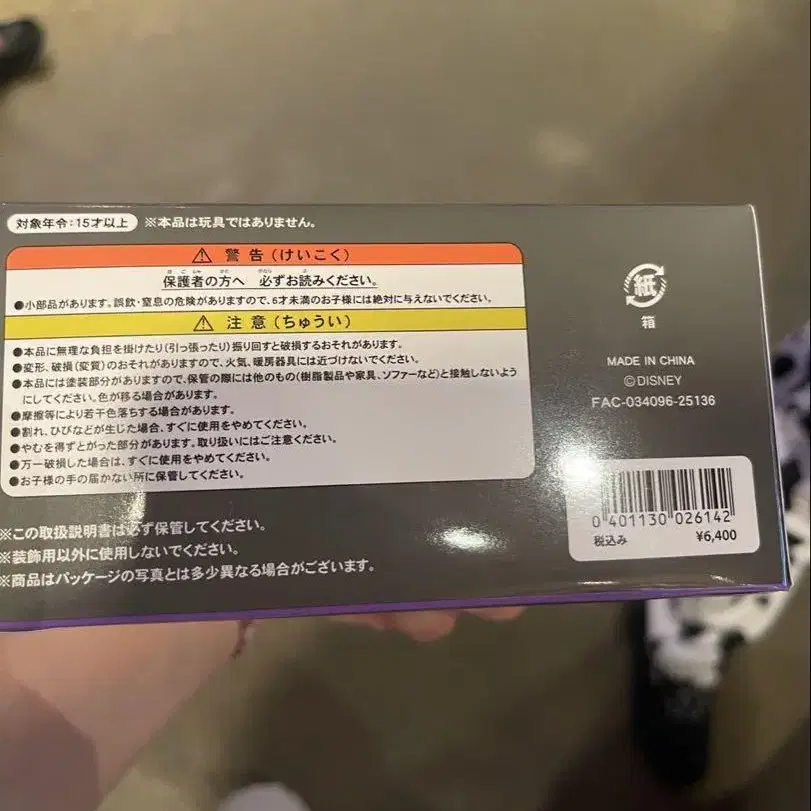 対象年令:15才以上 ※本品は玩具ではありません。
⚠ 警告(けいこく)
保護者の方へ 必ずお読みください。
●小部品があります。誤飲・窒息の危険がありますので、6才未満のお子様には絶対に与えないでください。
⚠ 注意(ちゅうい)
●本品に無理な負担を掛けたり(引っ張ったり)振り回すと破損するおそれがあります。
●変形、破損(変質)のおそれがありますので、火気、暖房器具には近づけないでください。
●本品には塗装部分がありますので、保管の際には他のもの(樹脂製品や家具、ソファーなど)と接触しないよう
にしてください。色が移る場合があります。
●摩擦等により若干色落ちする場合があります。
●割れ、ひびなどが生じた場合、すぐに使用をやめてください。
●やむを得ずとがった部分があります。取り扱いにはご注意ください。
●万一破損した場合は、すぐに使用をやめてください。
●お子様の手の届かない所に保管してください。
※この取扱説明書は必ず保管してください。
※装飾用以外に使用しないでください。
※商品はパッケージの写真とは多少異なる場合がございます。
紙
箱
MADE IN CHINA
©DISNEY
FAC-034096-25136
0 401130 026142
税込み ¥6,400